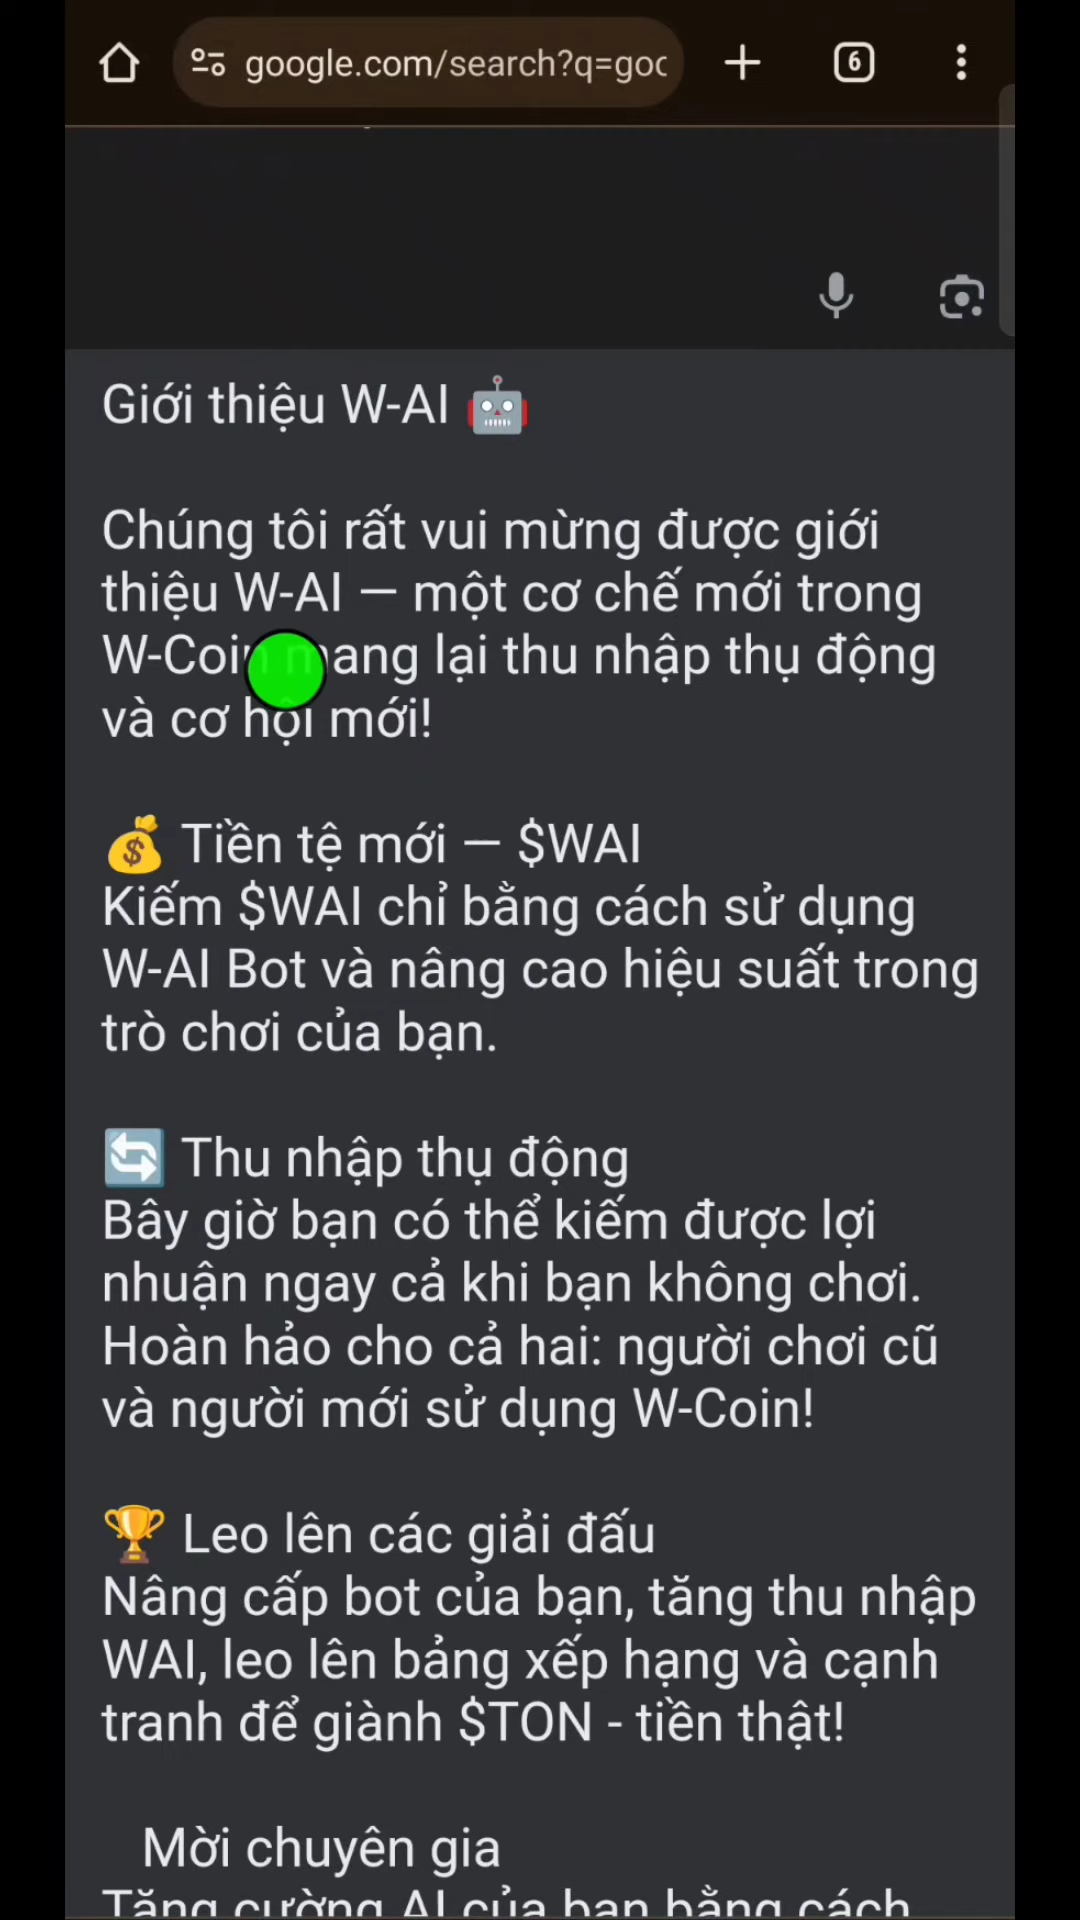 google.com/search?q=goo
6
Giới thiệu W-AI
Chúng tôi rất vui mừng được giới
thiệu W-AI — một cơ chế mới trong
W-Coin mang lại thu nhập thụ động
và cơ hội mới!
Tiền tệ mới — $WAI
Kiếm $WAI chỉ bằng cách sử dụng
W-AI Bot và nâng cao hiệu suất trong
trò chơi của bạn.
Thu nhập thụ động
Bây giờ bạn có thể kiếm được lợi
nhuận ngay cả khi bạn không chơi.
Hoàn hảo cho cả hai: người chơi cũ
và người mới sử dụng W-Coin!
Leo lên các giải đấu
Nâng cấp bot của bạn, tăng thu nhập
WAI, leo lên bảng xếp hạng và cạnh
tranh để giành $TON - tiền thật!
Mời chuyên gia
Tăng cường AI của bạn bằng cách